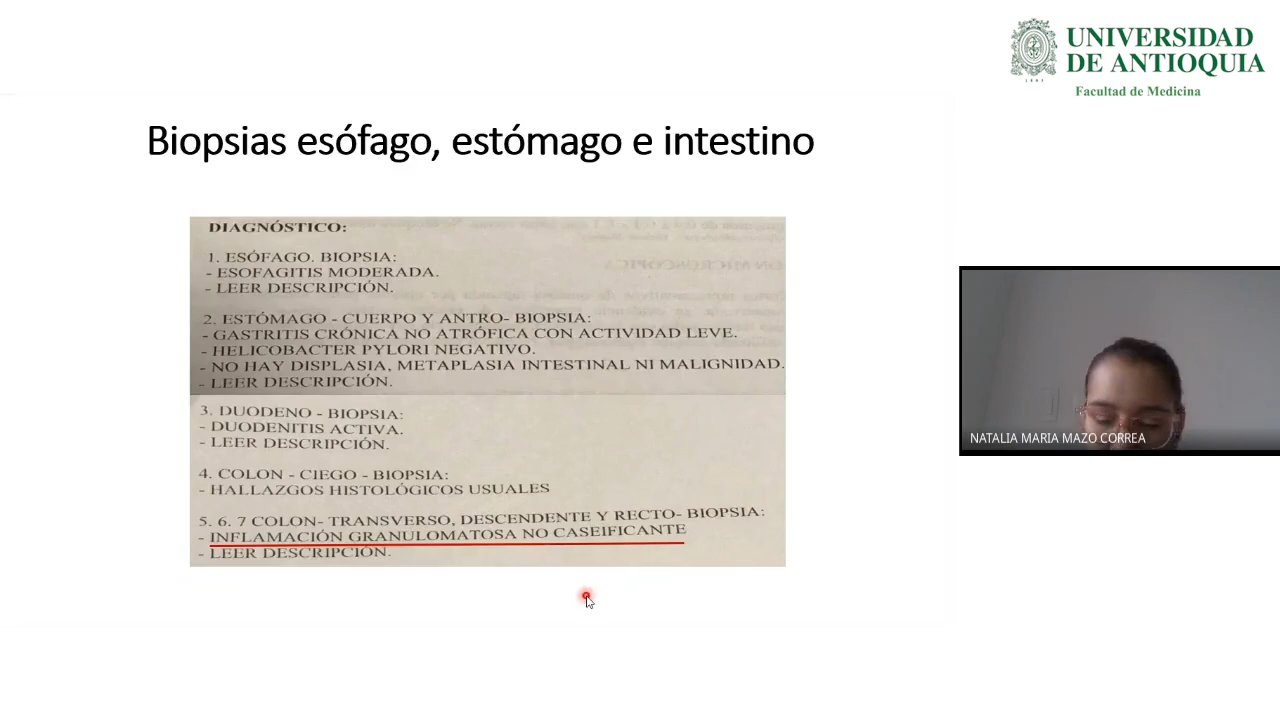 UNIVERSIDAD
DE ANTIOQUIA
Facultad de Medicina
Biopsias esófago, estómago e intestino
DIAGNÓSTICO:
1. ESÓFAGO. BIOPSIA:
- ESOFAGITIS MODERADA.
- LEER DESCRIPCIÓN.
2. ESTÓMAGO - CUERPO Y ANTRO- BIOPSIA:
- GASTRITIS CRÓNICA NO ATRÓFICA CON ACTIVIDAD LEVE.
- HELICOBACTER PYLORI NEGATIVO.
- NO HAY DISPLASIA, METAPLASIA INTESTINAL NI MALIGNIDAD.
- LEER DESCRIPCIÓN.
3. DUODENO - BIOPSIA:
- DUODENITIS ACTIVA.
- LEER DESCRIPCIÓN.
4. COLON - CIEGO - BIOPSIA:
- HALLAZGOS HISTOLÓGICOS USUALES
5. 6. 7 COLON- TRANSVERSO, DESCENDENTE Y RECTO- BIOPSIA:
- INFLAMACIÓN GRANULOMATOSA NO CASEIFICANTE
- LEER DESCRIPCIÓN.
NATALIA MARIA MAZO CORREA